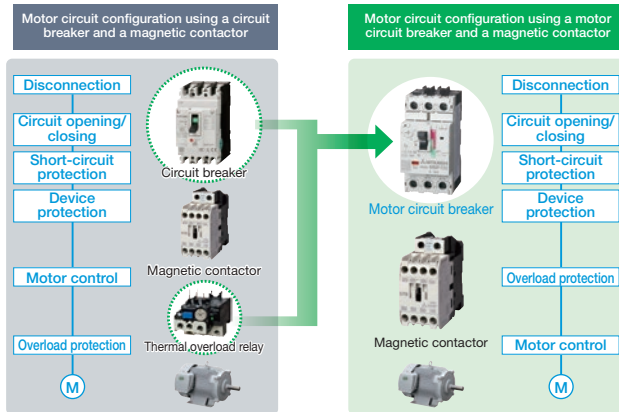 Motor circuit configuration using a circuit
breaker and a magnetic contactor
Disconnection
Circuit opening/
closing
Short-circuit
protection
Device
protection
Motor control
Overload protection
M
Circuit breaker
Magnetic contactor
Thermal overload relay
Motor circuit configuration using a motor
circuit breaker and a magnetic contactor
Motor circuit breaker
Magnetic contactor
Disconnection
Circuit opening/
closing
Short-circuit
protection
Device
protection
Overload protection
Motor control
M